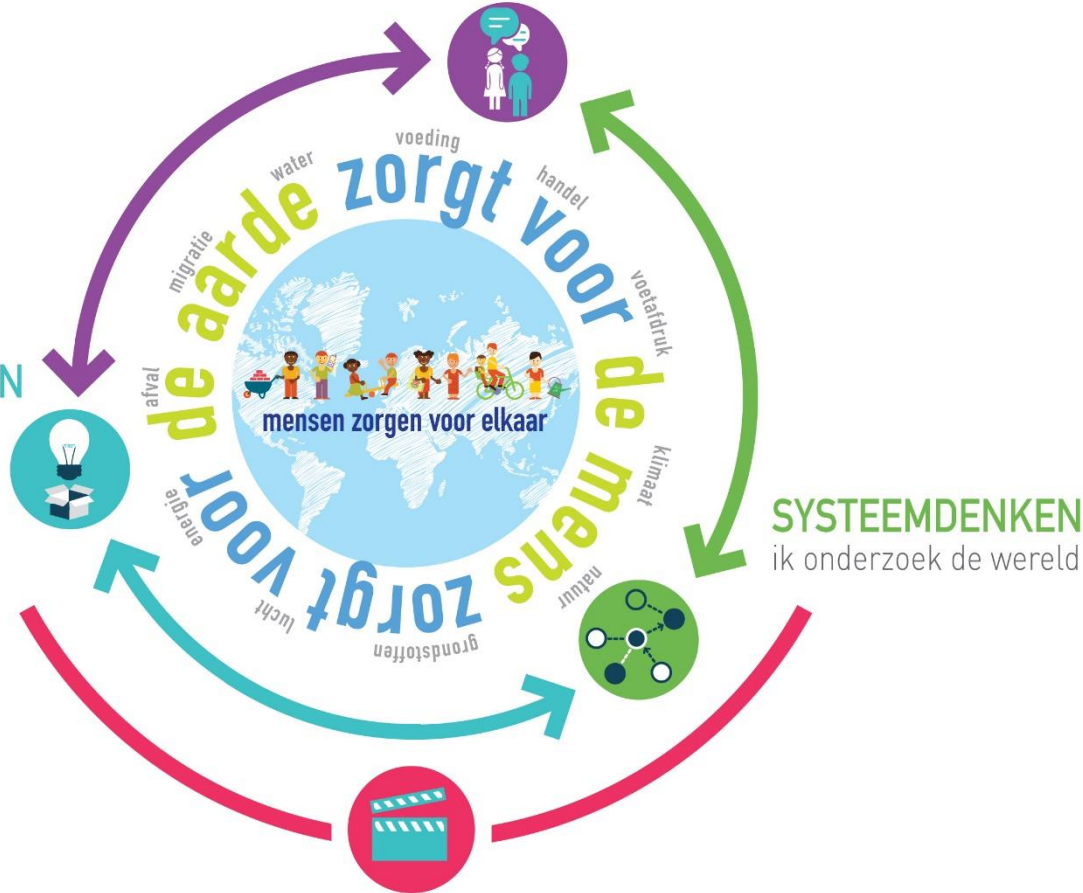 voeding
handel
voetafdruk
klimaat
natuur
grondstoffen
lucht
energie
afval
migratie
water
de aarde zorgt voor de mens zorgt voor
mensen zorgen voor elkaar
N
SYSTEEMDENKEN
ik onderzoek de wereld